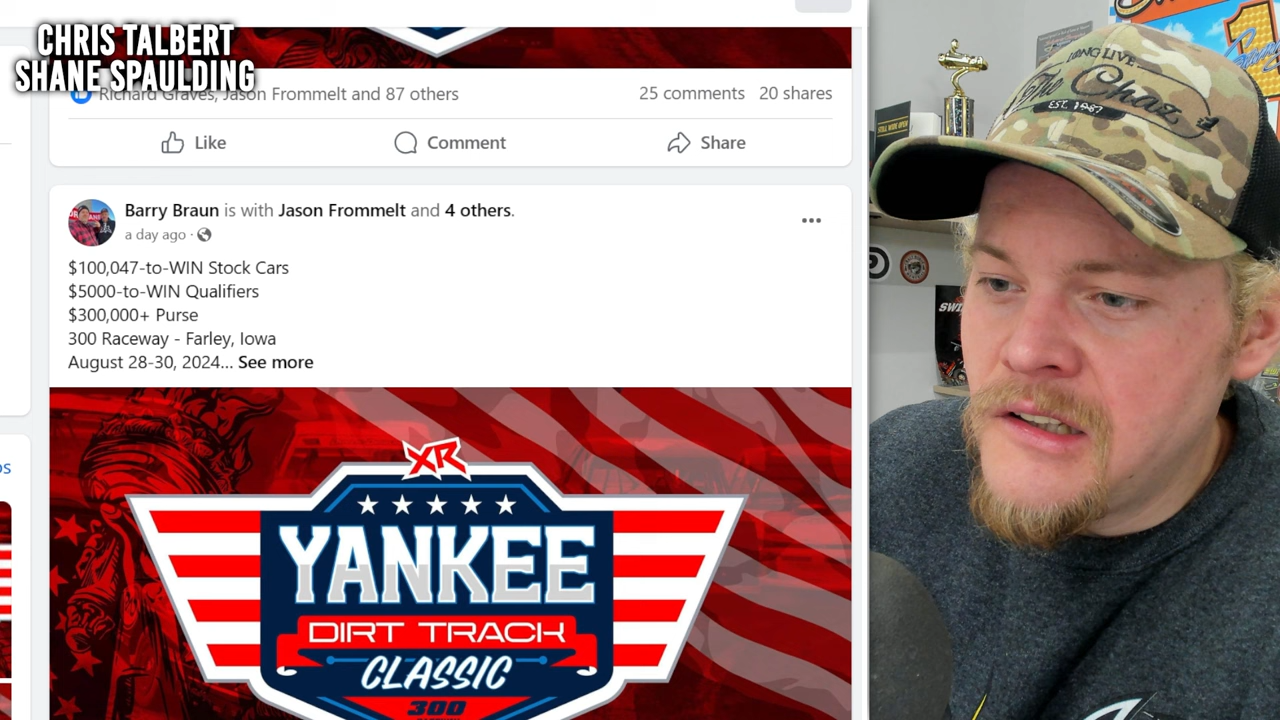 CHRIS TALBERT
SHANE SPAULDING
Richard Graves, Jason Frommelt and 87 others
25 comments 20 shares
Like
Comment
Share
Barry Braun is with Jason Frommelt and 4 others.
a day ago ·
$100,047-to-WIN Stock Cars
$5000-to-WIN Qualifiers
$300,000+ Purse
300 Raceway - Farley, Iowa
August 28-30, 2024... See more
XR
YANKEE
DIRT TRACK
CLASSIC
300
LONG LIVE
The Chaz
EST. 1967